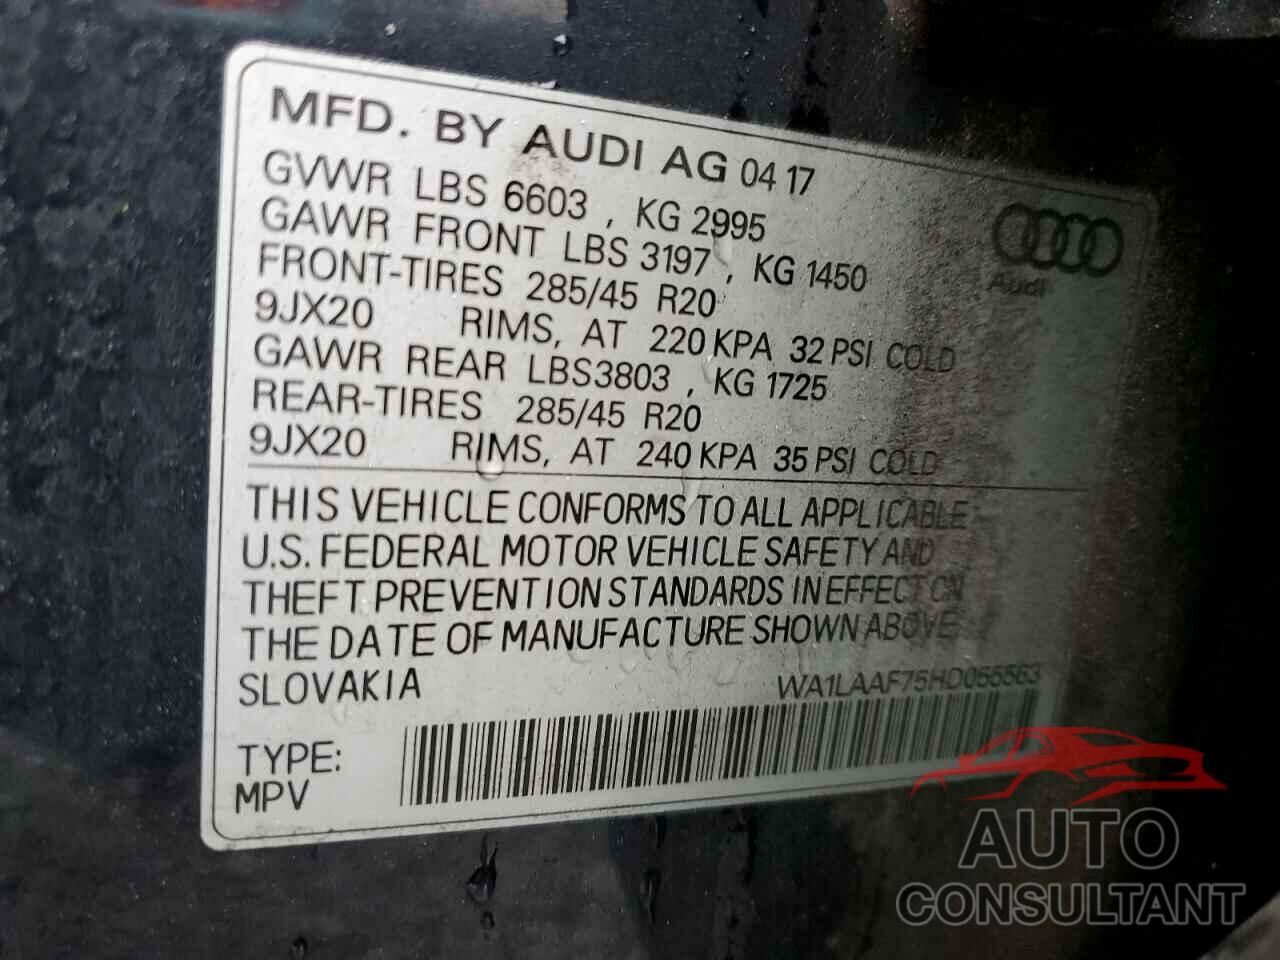 MFD. BY AUDI AG 04 17
GVWR LBS 6603 , KG 2995
GAWR FRONT LBS 3197 , KG 1450
FRONT-TIRES 285/45 R20
9JX20 RIMS, AT 220 KPA 32 PSI COLD
GAWR REAR LBS3803 , KG 1725
REAR-TIRES 285/45 R20
9JX20 RIMS, AT 240 KPA 35 PSI COLD
Audi
THIS VEHICLE CONFORMS TO ALL APPLICABLE
U.S. FEDERAL MOTOR VEHICLE SAFETY AND
THEFT PREVENTION STANDARDS IN EFFECT ON
THE DATE OF MANUFACTURE SHOWN ABOVE
SLOVAKIA WA1LAAF75HD055563
TYPE:
MPV
AUTO
CONSULTANT